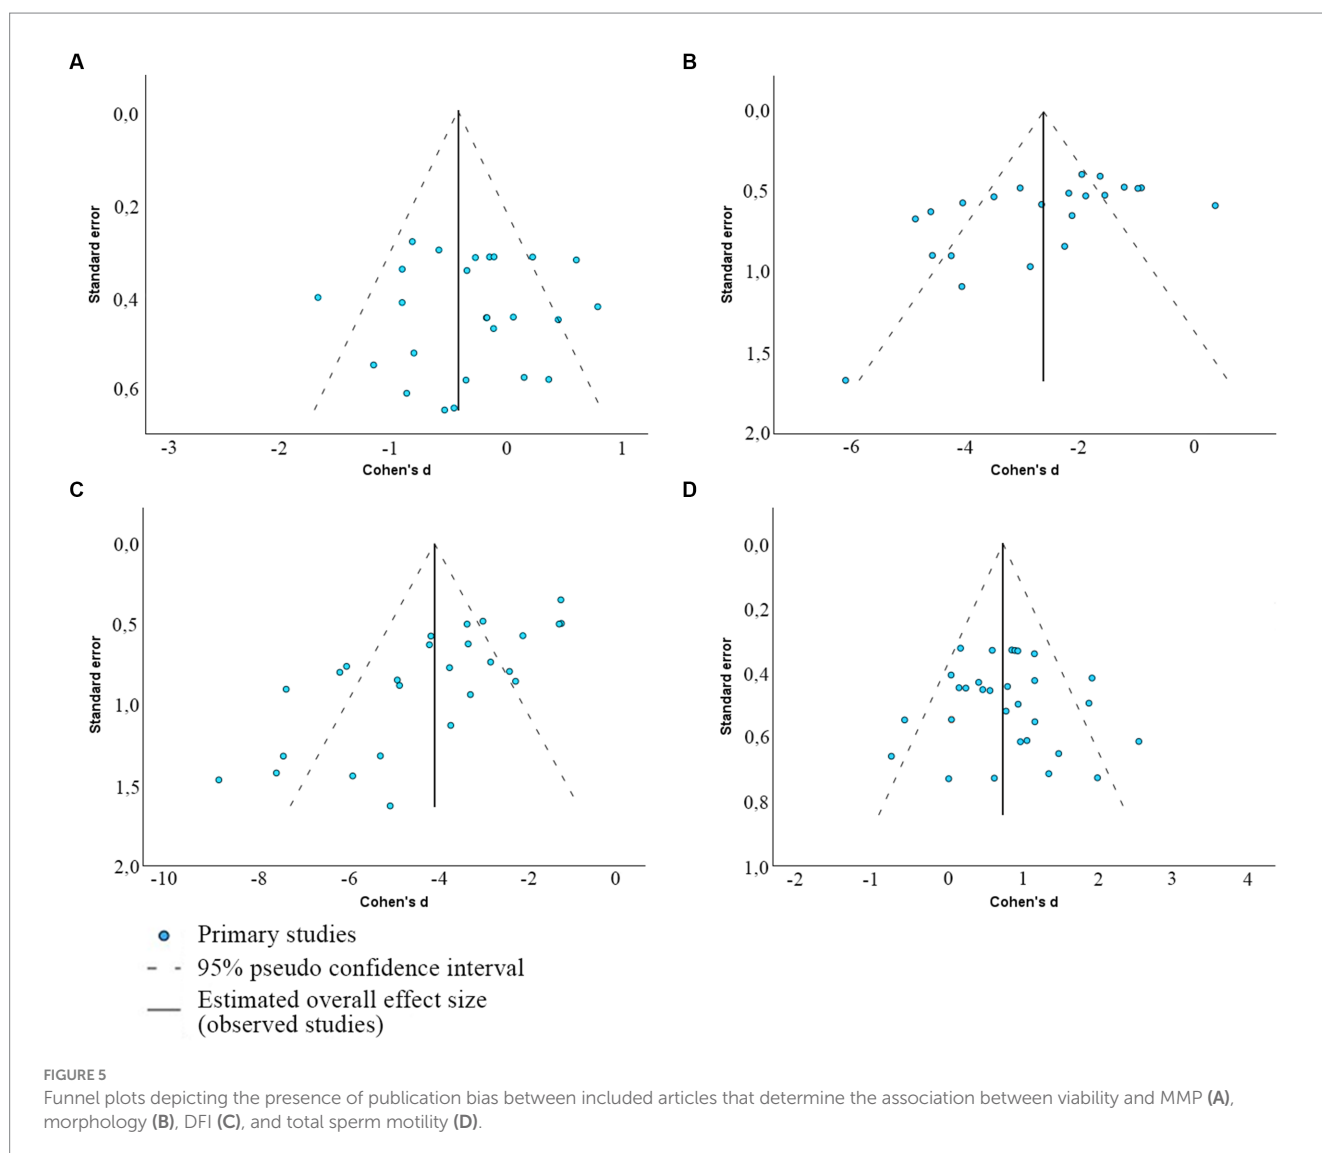 A
0,0
0,2
0,4
0,6
Standard error
-3 -2 -1 0 1
Cohen's d
B
0,0
0,5
1,0
1,5
2,0
Standard error
-6 -4 -2 0
Cohen's d
C
0,0
0,5
1,0
1,5
2,0
Standard error
-10 -8 -6 -4 -2 0
Cohen's d
D
0,0
0,2
0,4
0,6
0,8
1,0
Standard error
-2 -1 0 1 2 3 4
Cohen's d
Primary studies
95% pseudo confidence interval
Estimated overall effect size
(observed studies)
FIGURE 5
Funnel plots depicting the presence of publication bias between included articles that determine the association between viability and MMP (A),
morphology (B), DFI (C), and total sperm motility (D).